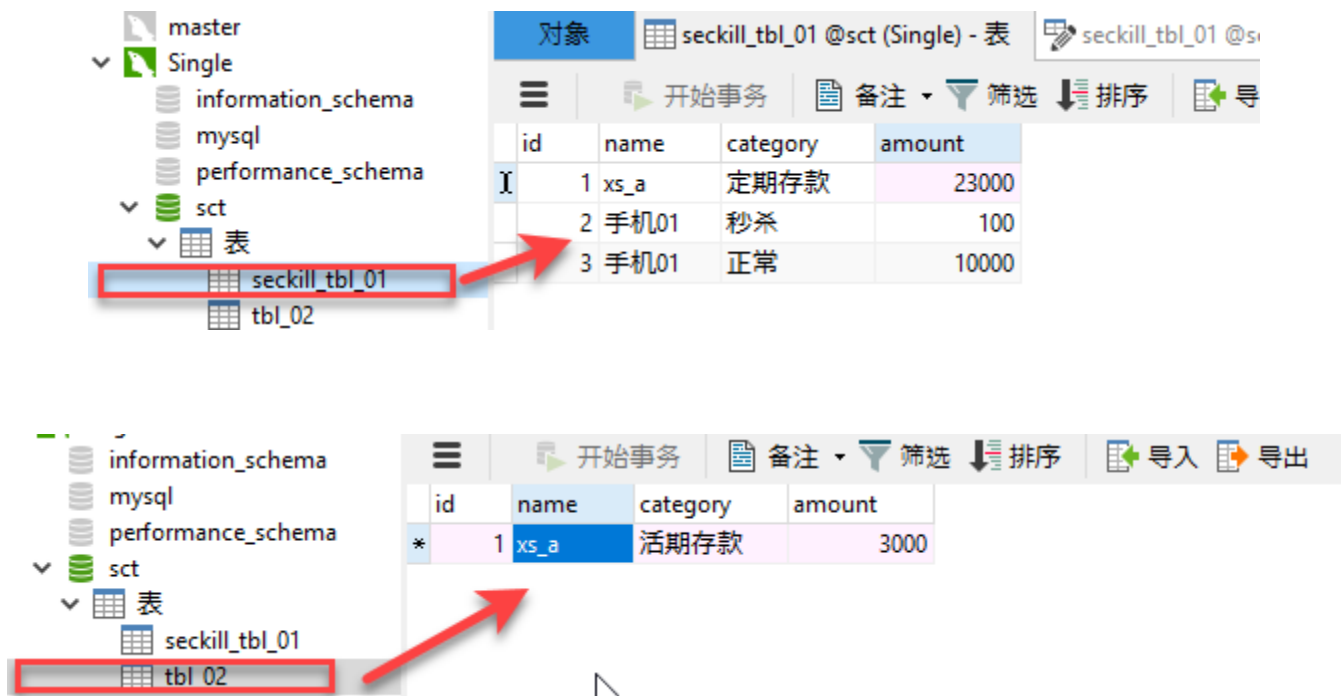 master
Single
information_schema
mysql
performance_schema
sct
表
seckill_tbl_01
tbl_02
对象 seckill_tbl_01 @sct (Single) - 表 seckill_tbl_01 @s
开始事务 备注 筛选 排序 导
id name category amount
1 xs_a 定期存款 23000
2 手机01 秒杀 100
3 手机01 正常 10000
information_schema
mysql
performance_schema
sct
表
seckill_tbl_01
tbl_02
开始事务 备注 筛选 排序 导入 导出
id name category amount
* 1 xs_a 活期存款 3000